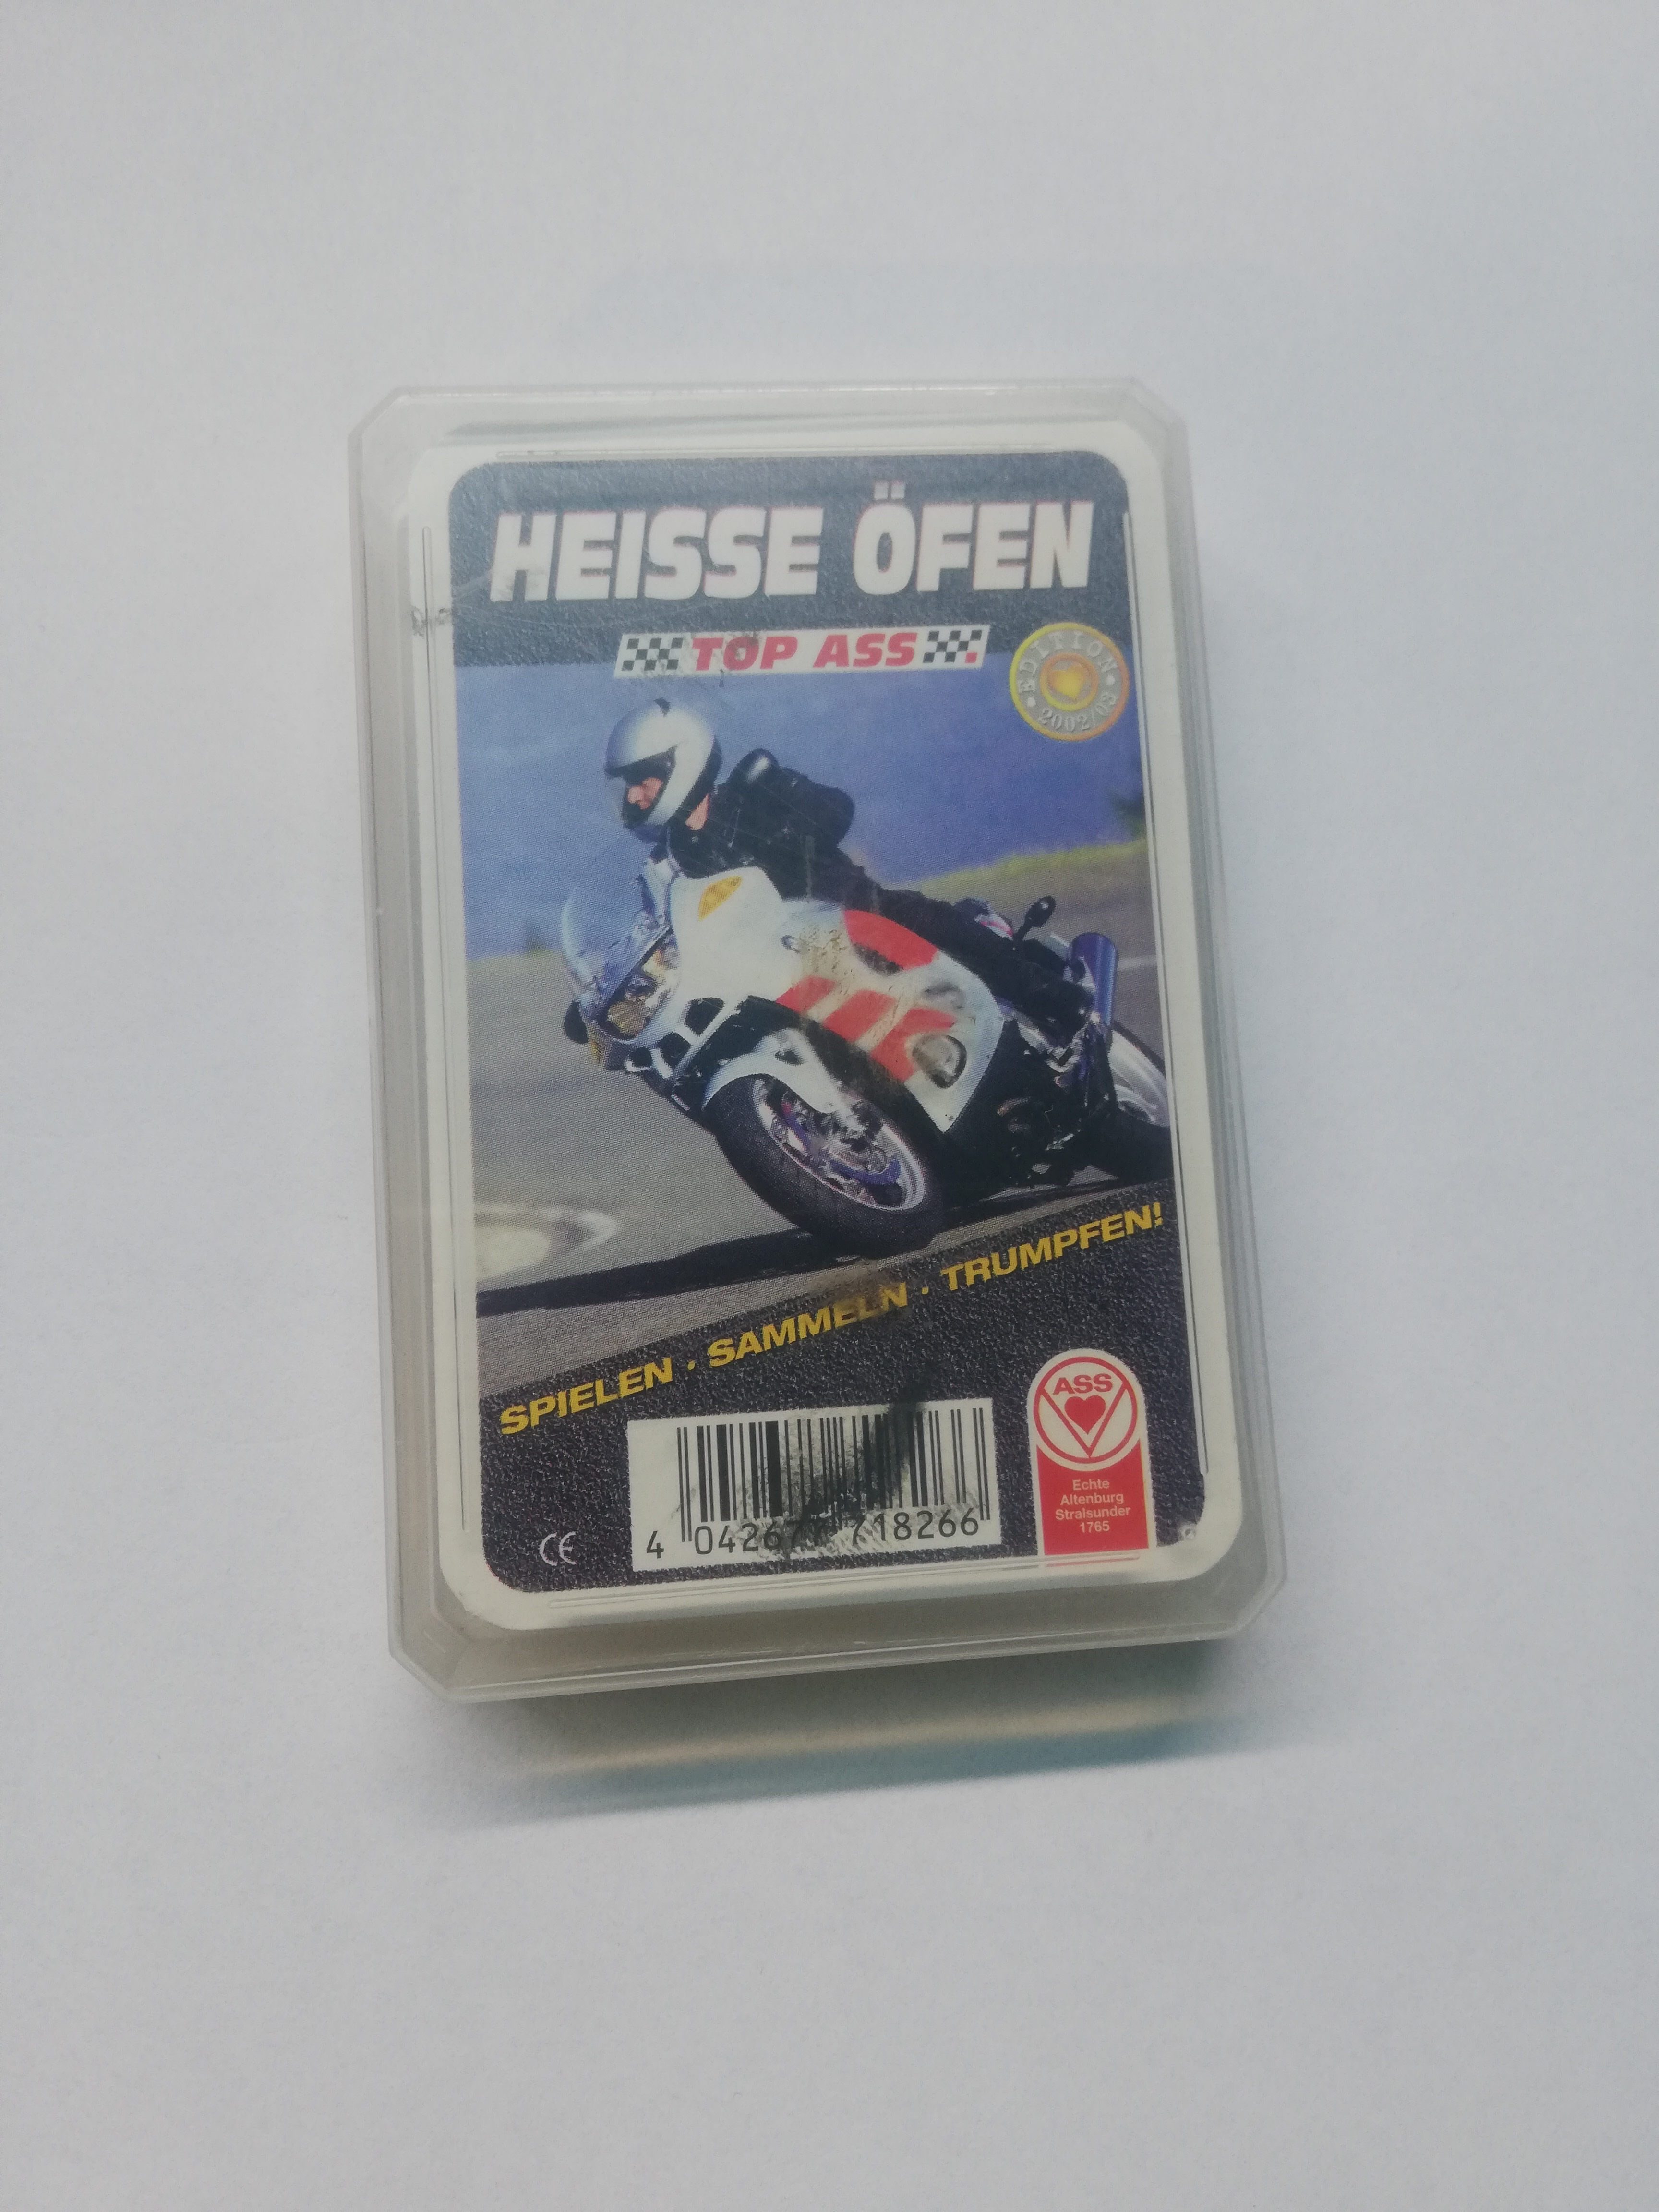 HEISSE ÖFEN
TOP ASS
EDITION
2002/03
SPIELEN · SAMMELN · TRUMPFEN!
ASS
Echte
Altenburg
Stralsunder
1765
CE
4 042677 718266